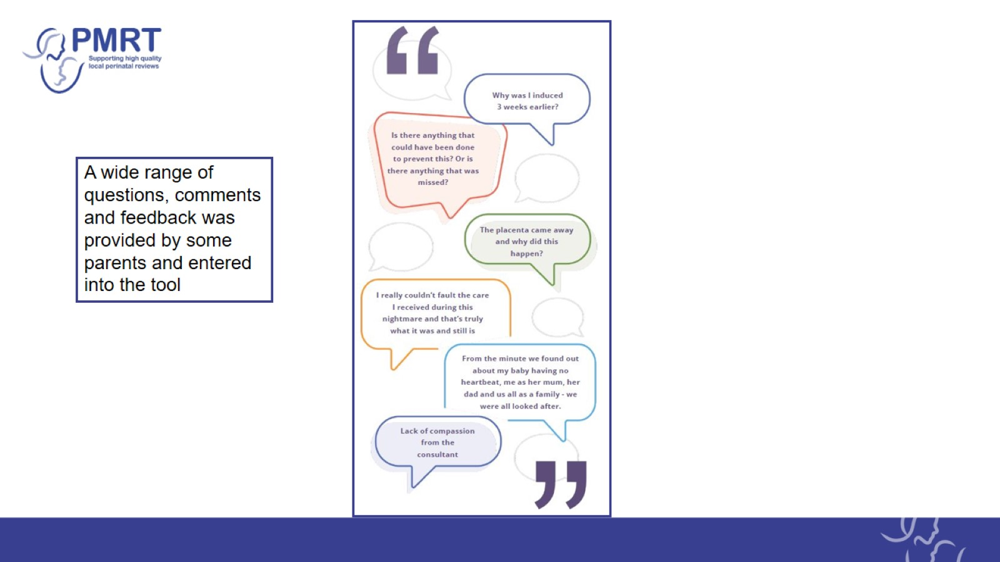 PMRT
Supporting high quality
local perinatal reviews
A wide range of
questions, comments
and feedback was
provided by some
parents and entered
into the tool
Why was I induced
3 weeks earlier?
Is there anything that
could have been done
to prevent this? Or is
there anything that was
missed?
The placenta came away
and why did this
happen?
I really couldn't fault the care
I received during this
nightmare and that's truly
what it was and still is
From the minute we found out
about my baby having no
heartbeat, me as her mum, her
dad and us all as a family - we
were all looked after.
Lack of compassion
from the
consultant